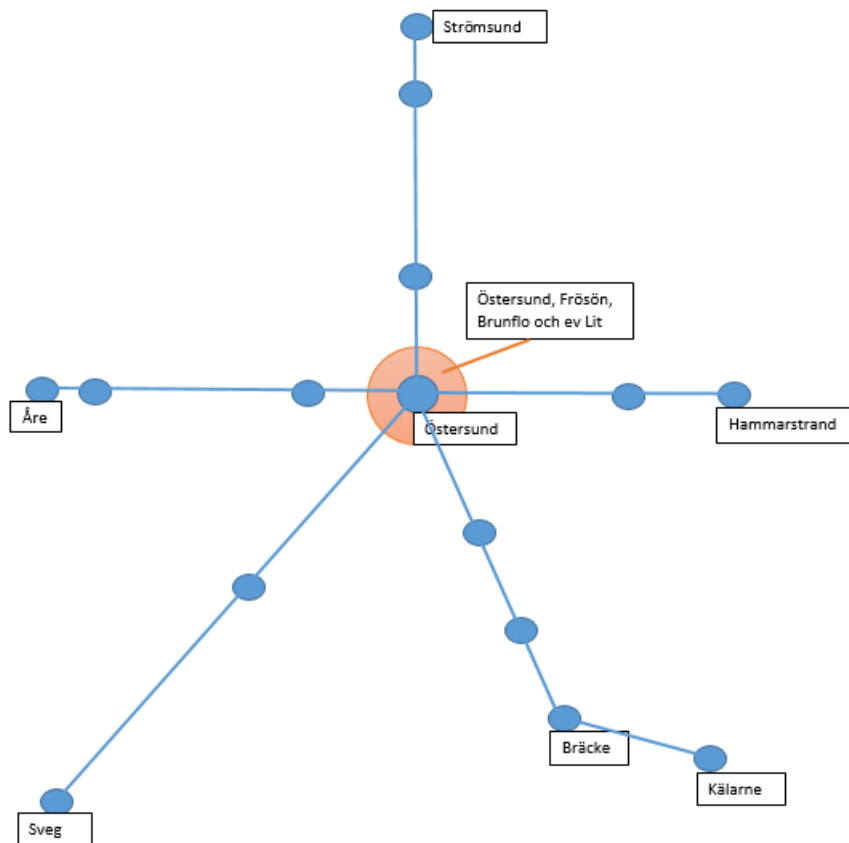 Strömsund
Östersund, Frösön,
Brunflo och ev Lit
Åre
Östersund
Hammarstrand
Bräcke
Kälarne
Sveg